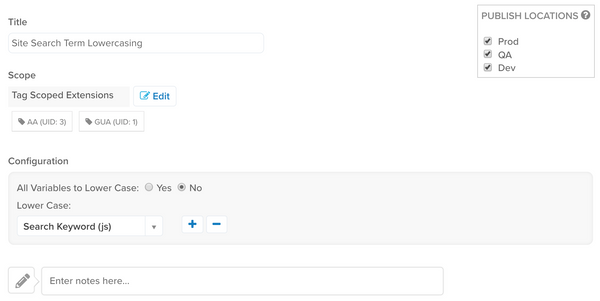 Title
PUBLISH LOCATIONS ?
Site Search Term Lowercasing
Prod
QA
Dev
Scope
Tag Scoped Extensions
Edit
AA (UID: 3)
GUA (UID: 1)
Configuration
All Variables to Lower Case: Yes No
Lower Case:
Search Keyword (js)
Enter notes here...